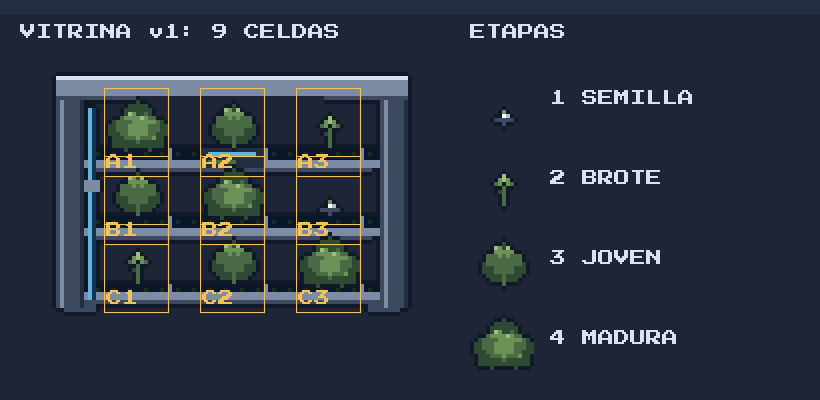 VITRINA v1: 9 CELDAS
ETAPAS
A1 A2 A3
B1 B2 B3
C1 C2 C3
1 SEMILLA
2 BROTE
3 JOVEN
4 MADURA